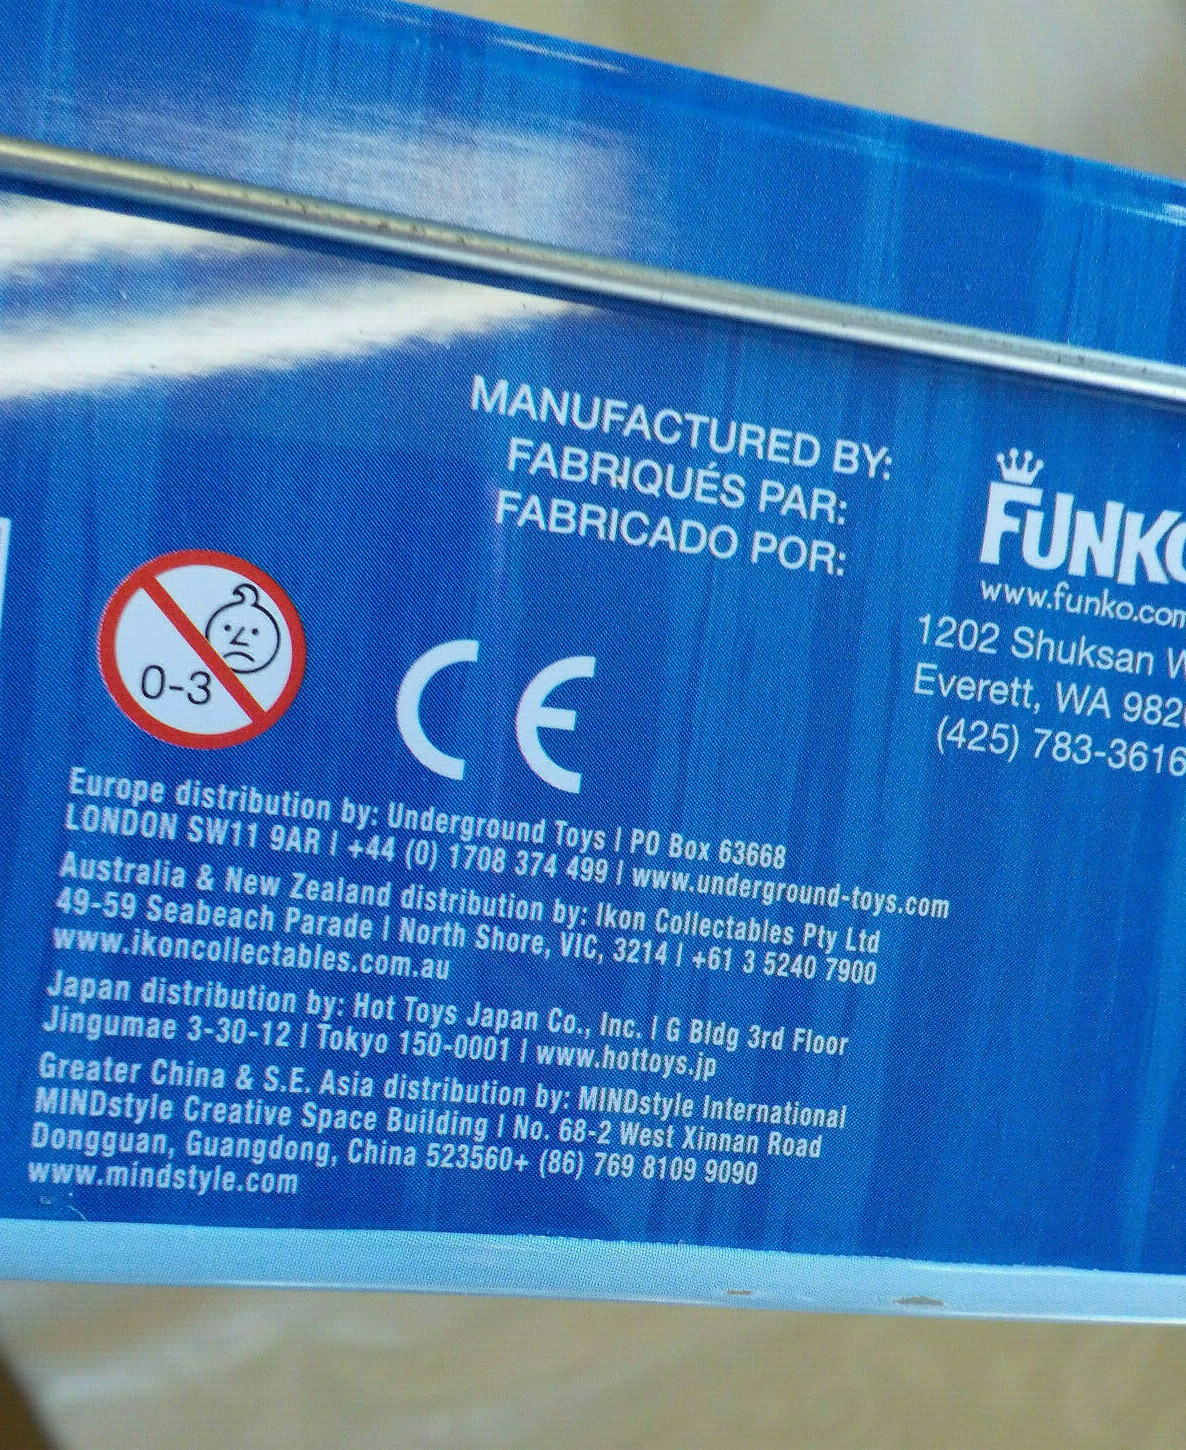 MANUFACTURED BY:
FABRIQUÉS PAR:
FABRICADO POR:
FUNKO
www.funko.com
1202 Shuksan
Everett, WA
(425) 783-3616
0-3
CE
Europe distribution by: Underground Toys | PO Box 63668
LONDON SW11 9AR | +44 (0) 1708 374 499 | www.underground-toys.com
Australia & New Zealand distribution by: Ikon Collectables Pty Ltd
49-59 Seabeach Parade | North Shore, VIC, 3214 | +61 3 5240 7900
www.ikoncollectables.com.au
Japan distribution by: Hot Toys Japan Co., Inc. | G Bldg 3rd Floor
Jingumae 3-30-12 | Tokyo 150-0001 | www.hottoys.jp
Greater China & S.E. Asia distribution by: MINDstyle International
MINDstyle Creative Space Building | No. 68-2 West Xinnan Road
Dongguan, Guangdong, China 523560+ (86) 769 8109 9090
www.mindstyle.com